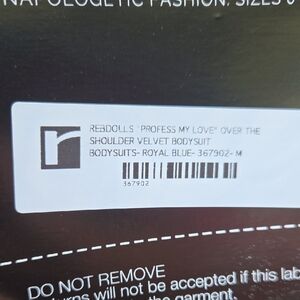 NAPOLOGETIC FASHION. SIZES 0
r
REBDOLLS "PROFESS MY LOVE" OVER THE
SHOULDER VELVET BODYSUIT
BODYSUITS- ROYAL BLUE- 367902- M
367902
DO NOT REMOVE
urns will not be accepted if this lab
the garment.